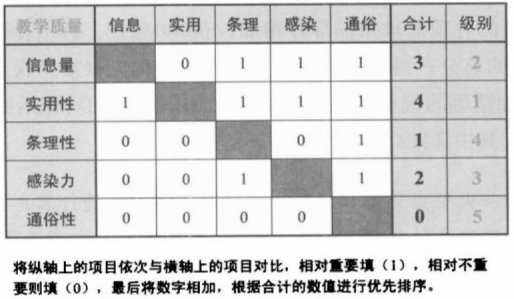 教学质量 信息 实用 条理 感染 通俗 合计 级别
信息量 0 1 1 1 3 2
实用性 1 1 1 1 4 1
条理性 0 0 0 1 1 4
感染力 0 0 1 1 2 3
通俗性 0 0 0 0 0 5
将纵轴上的项目依次与横轴上的项目对比，相对重要填（1），相对不重
要则填（0），最后将数字相加，根据合计的数值进行优先排序。